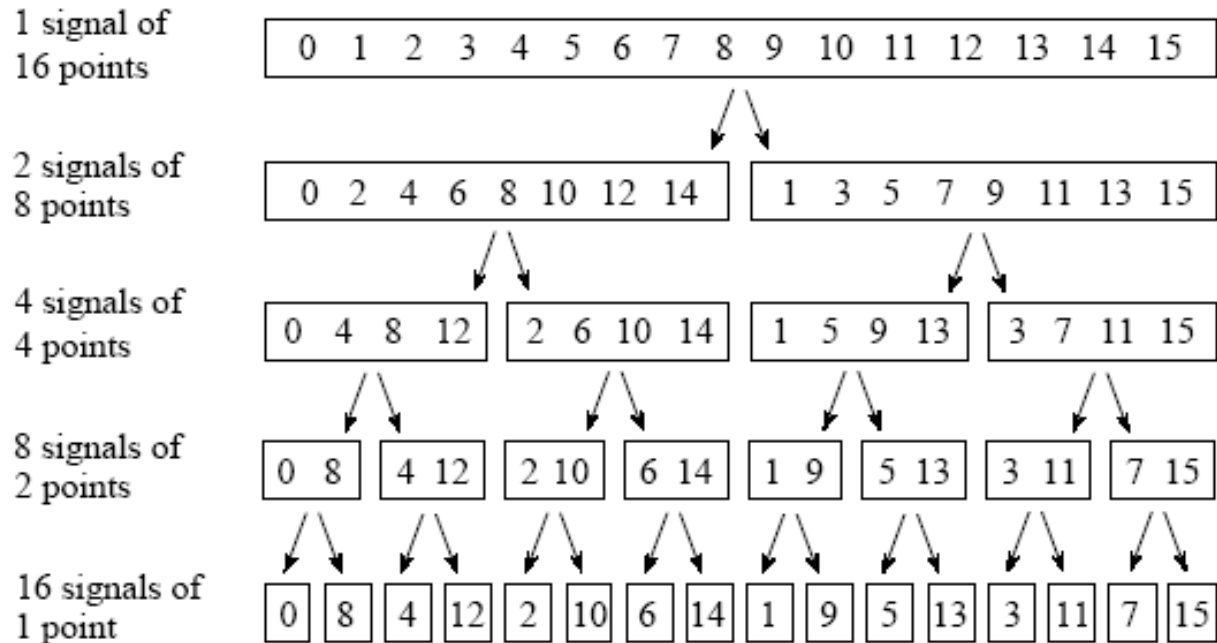 1 signal of
16 points
0 1 2 3 4 5 6 7 8 9 10 11 12 13 14 15
2 signals of
8 points
0 2 4 6 8 10 12 14
1 3 5 7 9 11 13 15
4 signals of
4 points
0 4 8 12
2 6 10 14
1 5 9 13
3 7 11 15
8 signals of
2 points
0 8
4 12
2 10
6 14
1 9
5 13
3 11
7 15
16 signals of
1 point
0
8
4
12
2
10
6
14
1
9
5
13
3
11
7
15